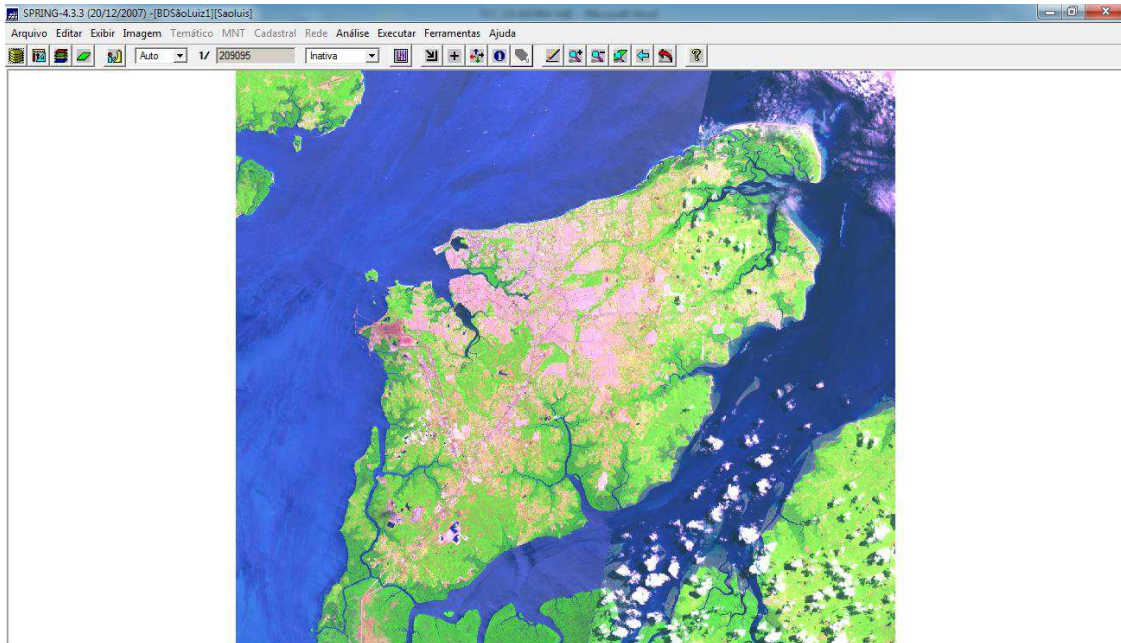 SPRING-4.3.3 (20/12/2007) -[BDSãoLuiz1][Saoluis]
Arquivo Editar Exibir Imagem Temático MNT Cadastral Rede Análise Executar Ferramentas Ajuda
Auto 1/ 209095 Inativa